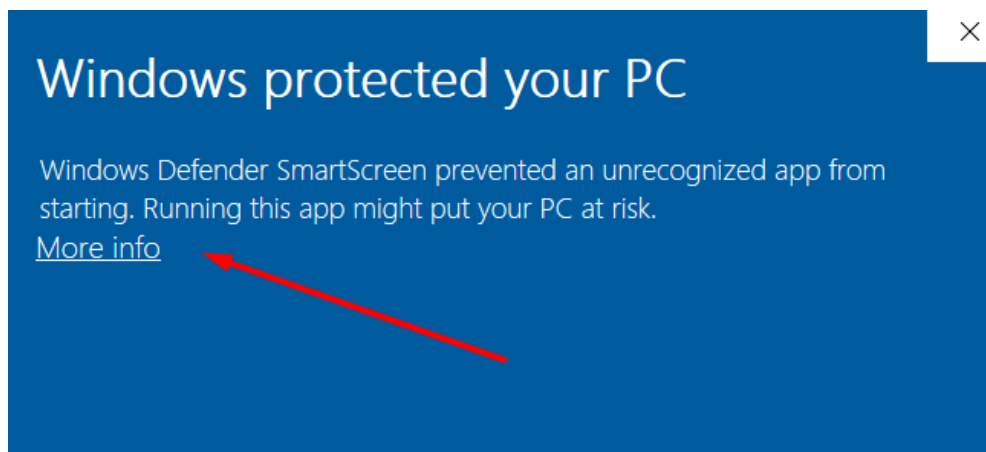 Windows protected your PC
Windows Defender SmartScreen prevented an unrecognized app from
starting. Running this app might put your PC at risk.
More info